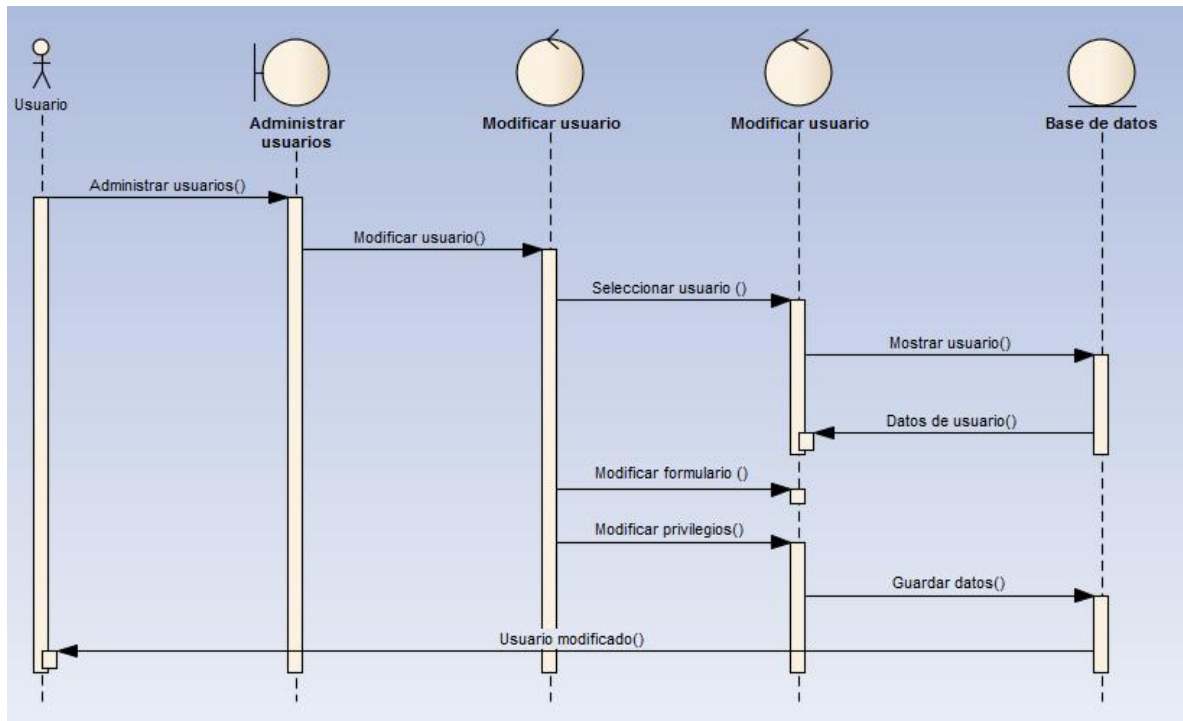 Usuario
Administrar
usuarios
Modificar usuario
Modificar usuario
Base de datos
Administrar usuarios()
Modificar usuario()
Seleccionar usuario ()
Mostrar usuario()
Datos de usuario()
Modificar formulario ()
Modificar privilegios()
Guardar datos()
Usuario modificado()